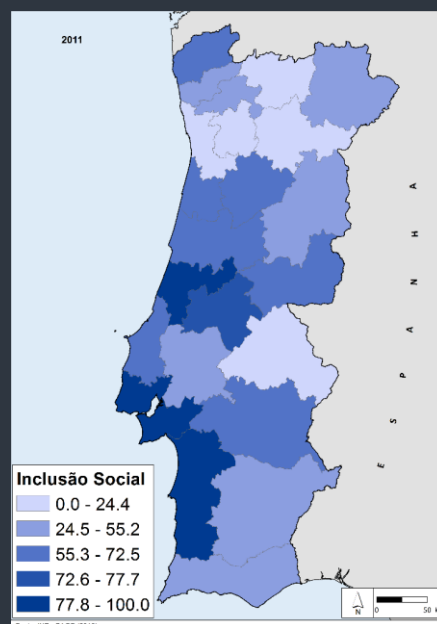 2011
ESPANHA
Inclusão Social
0.0 - 24.4
24.5 - 55.2
55.3 - 72.5
72.6 - 77.7
77.8 - 100.0
N
0 50